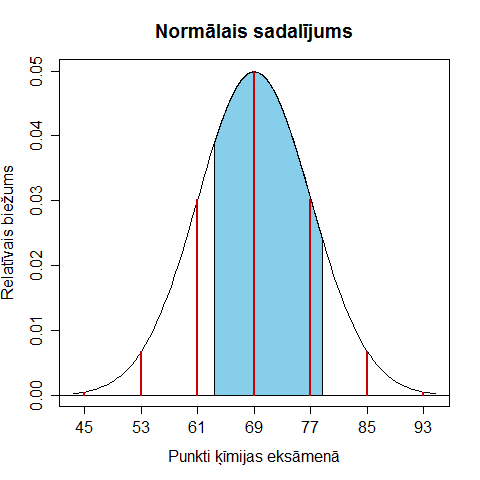 Normālais sadalījums
Relatīvais biežums
0.05
0.04
0.03
0.02
0.01
0.00
45 53 61 69 77 85 93
Punkti ķīmijas eksāmenā